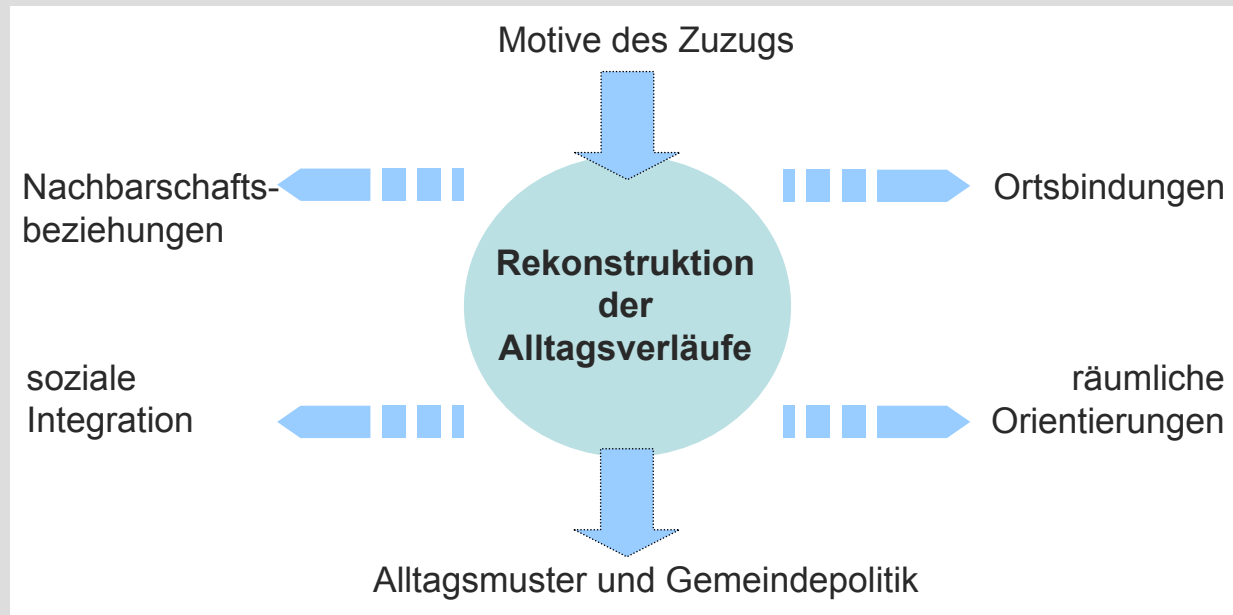 Motive des Zuzugs
Nachbarschafts-
beziehungen
Ortsbindungen
Rekonstruktion
der
Alltagsverläufe
soziale
Integration
räumliche
Orientierungen
Alltagsmuster und Gemeindepolitik